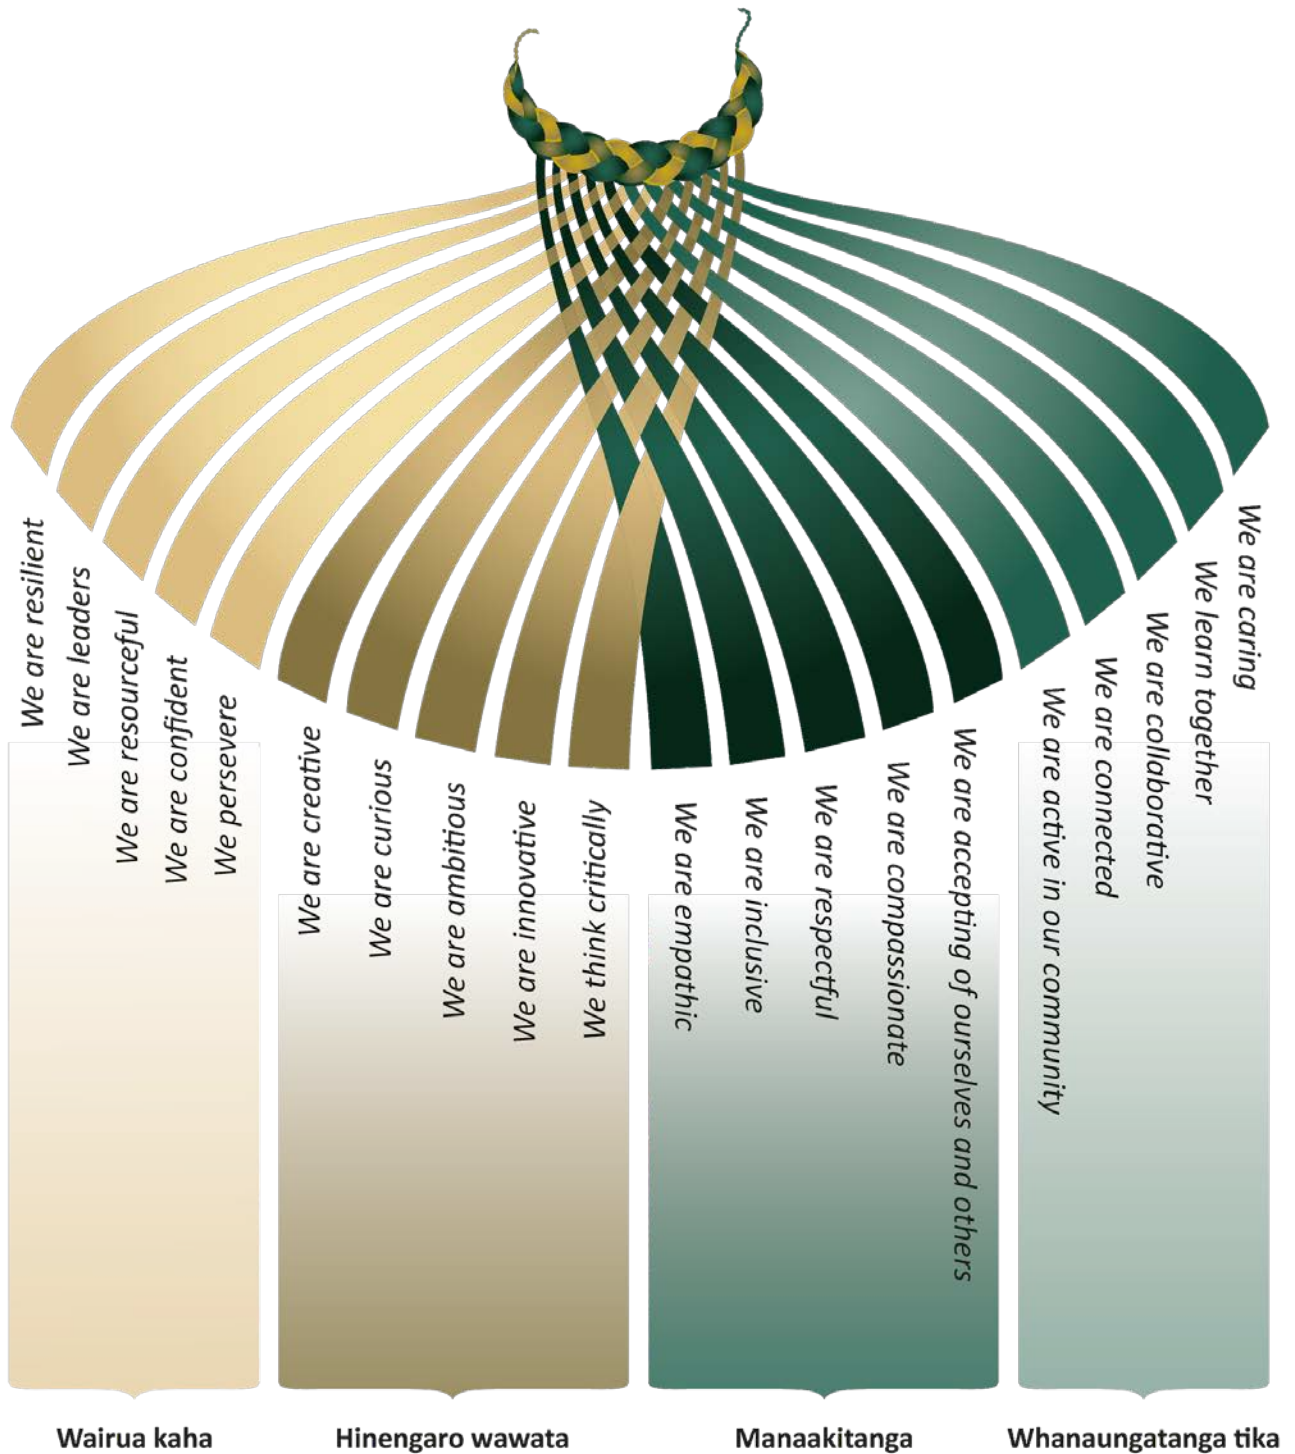 We are resilient
We are leaders
We are resourceful
We are confident
We persevere
We are creative
We are curious
We are ambitious
We are innovative
We think critically
We are empathic
We are inclusive
We are respectful
We are compassionate
We are accepting of ourselves and others
We are active in our community
We are connected
We are collaborative
We learn together
We are caring
Wairua kaha
Hinengaro wawata
Manaakitanga
Whanaungatanga tika